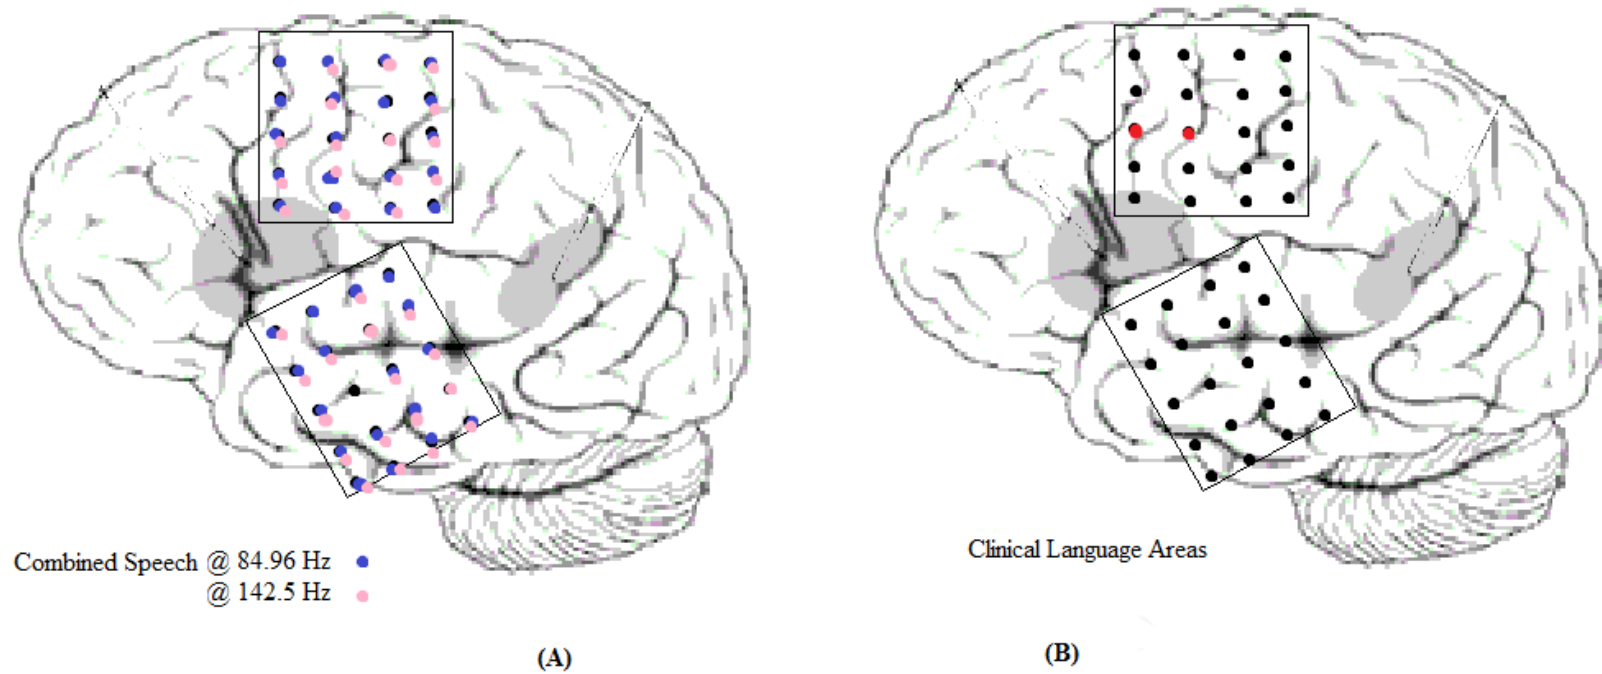 Combined Speech @ 84.96 Hz
@ 142.5 Hz
Clinical Language Areas
(A)
(B)